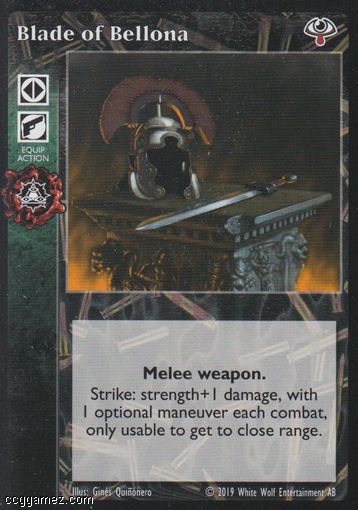 Blade of Bellona
EQUIP
ACTION
Melee weapon.
Strike: strength+1 damage, with
1 optional maneuver each combat,
only usable to get to close range.
Illus: Ginés Quiñonero
© 2019 White Wolf Entertainment AB
ccggamez.com